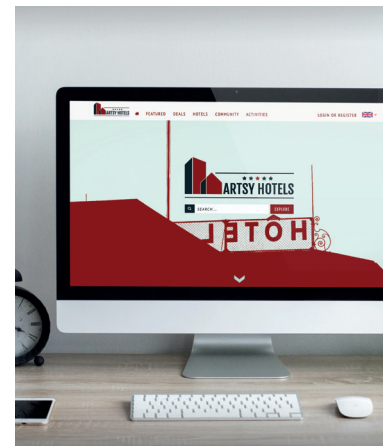 ARTSY HOTELS FEATURED DEALS HOTELS COMMUNITY ACTIVITIES LOGIN OR REGISTER
ARTSY HOTELS
SEARCH... EXPLORE
HÔTEL